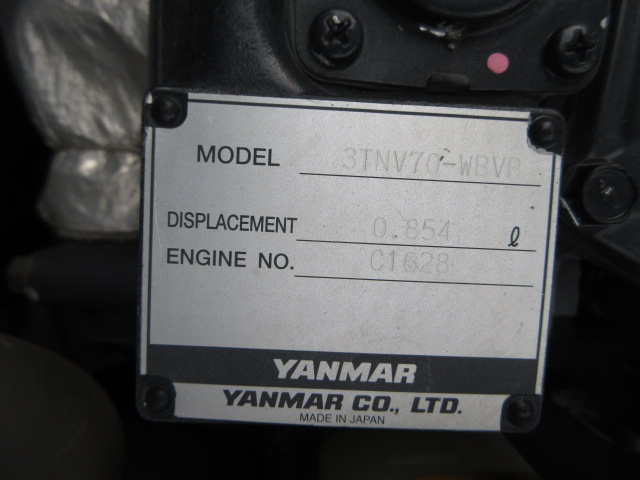 MODEL 3TNV70-WBVB
DISPLACEMENT 0.854 ℓ
ENGINE NO. C1628
YANMAR
YANMAR CO., LTD.
MADE IN JAPAN